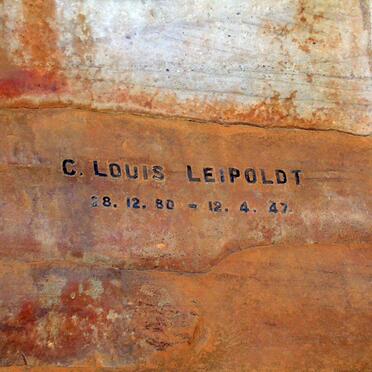 C. LOUIS LEIPOLDT
28. 12. 80 - 12. 4. 47.